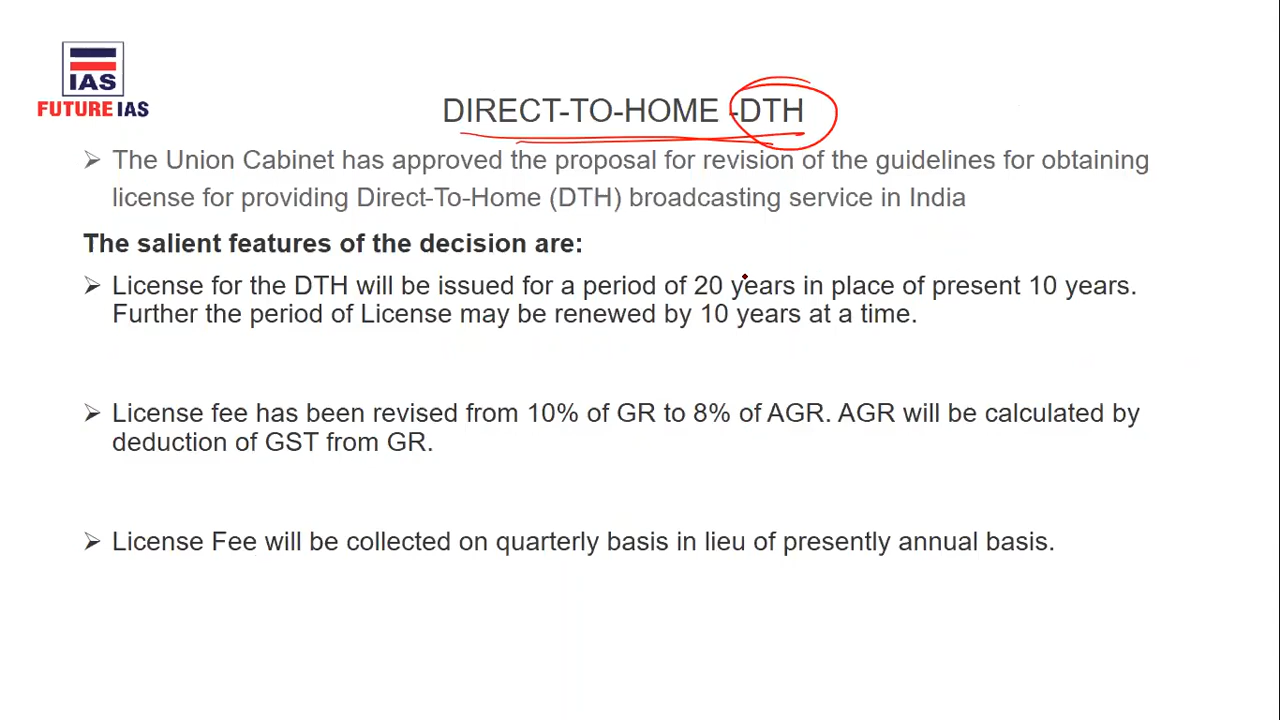 IAS
FUTURE IAS
DIRECT-TO-HOME -DTH
➢ The Union Cabinet has approved the proposal for revision of the guidelines for obtaining
license for providing Direct-To-Home (DTH) broadcasting service in India
The salient features of the decision are:
➢ License for the DTH will be issued for a period of 20 years in place of present 10 years.
Further the period of License may be renewed by 10 years at a time.
➢ License fee has been revised from 10% of GR to 8% of AGR. AGR will be calculated by
deduction of GST from GR.
➢ License Fee will be collected on quarterly basis in lieu of presently annual basis.